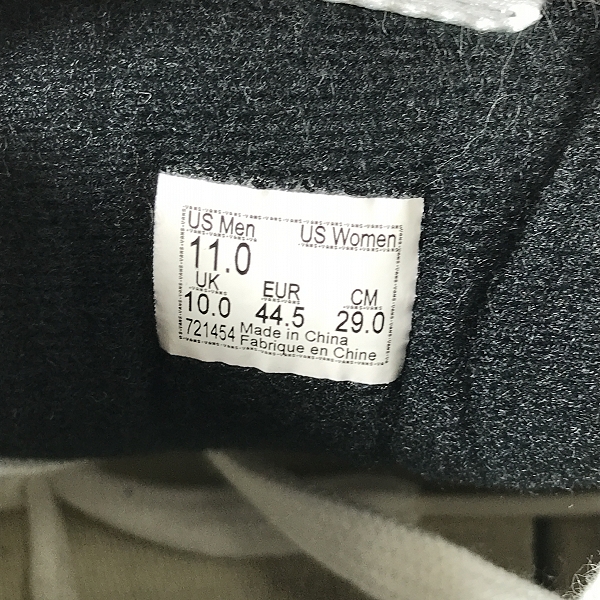 US Men US Women
11.0
UK EUR CM
10.0 44.5 29.0
721454 Made in China
Fabrique en Chine